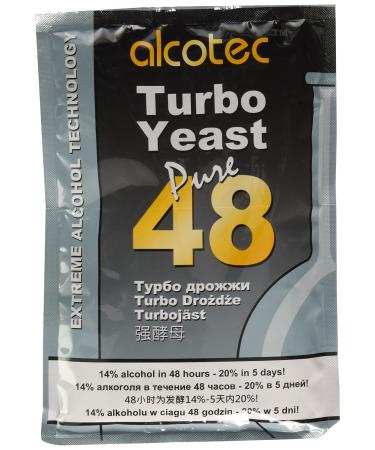 alcotec
EXTREME ALCOHOL TECHNOLOGY
Turbo
Yeast
Pure
48
Турбо дрожжи
Turbo Drożdże
Turbojäst
强酵母
14% alcohol in 48 hours - 20% in 5 days!
14% алкоголя в течение 48 часов - 20% в 5 дней!
48小时为发酵14%-5天内20%!
14% alkoholu w ciągu 48 godzin - 20% w 5 dni!